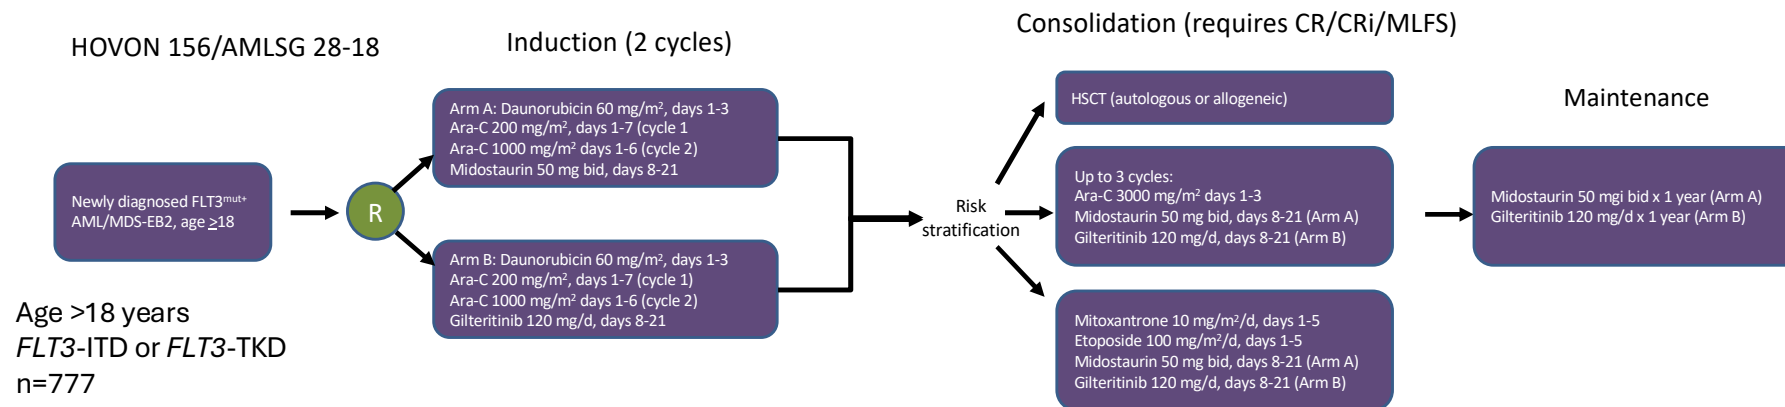 HOVON 156/AMLSG 28-18
Induction (2 cycles)
Consolidation (requires CR/CRi/MLFS)
Maintenance
Newly diagnosed FLT3ᵐᵘᵗ⁺
AML/MDS-EB2, age ≥18
Age >18 years
FLT3-ITD or FLT3-TKD
n=777
R
Arm A: Daunorubicin 60 mg/m², days 1-3
Ara-C 200 mg/m², days 1-7 (cycle 1
Ara-C 1000 mg/m² days 1-6 (cycle 2)
Midostaurin 50 mg bid, days 8-21
Arm B: Daunorubicin 60 mg/m², days 1-3
Ara-C 200 mg/m², days 1-7 (cycle 1)
Ara-C 1000 mg/m² days 1-6 (cycle 2)
Gilteritinib 120 mg/d, days 8-21
Risk
stratification
HSCT (autologous or allogeneic)
Up to 3 cycles:
Ara-C 3000 mg/m² days 1-3
Midostaurin 50 mg bid, days 8-21 (Arm A)
Gilteritinib 120 mg/d, days 8-21 (Arm B)
Mitoxantrone 10 mg/m²/d, days 1-5
Etoposide 100 mg/m²/d, days 1-5
Midostaurin 50 mg bid, days 8-21 (Arm A)
Gilteritinib 120 mg/d, days 8-21 (Arm B)
Midostaurin 50 mgi bid x 1 year (Arm A)
Gilteritinib 120 mg/d x 1 year (Arm B)